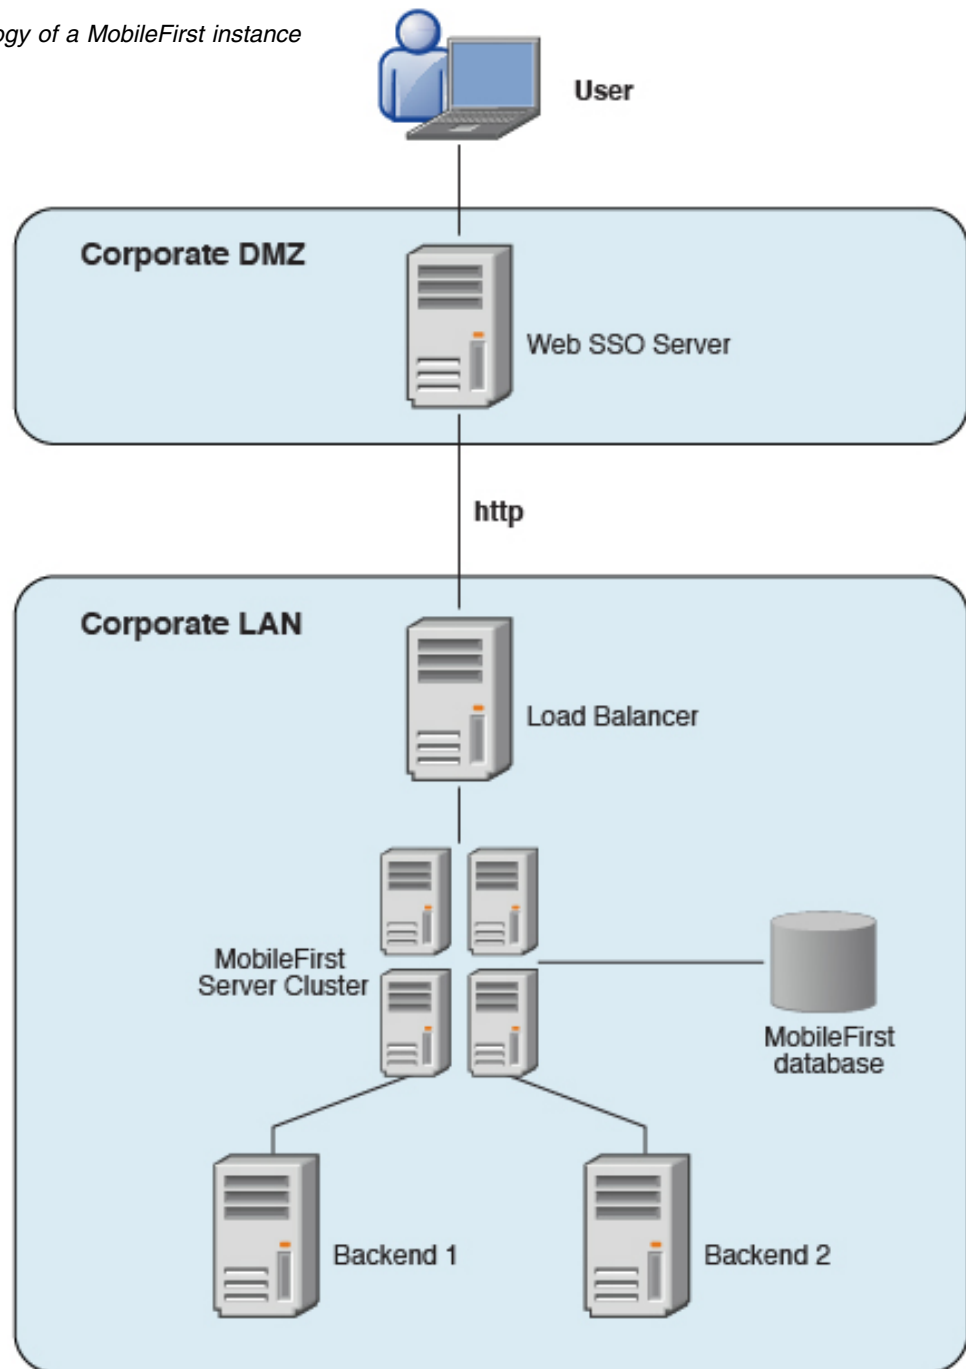 of a MobileFirst instance
User
Corporate DMZ
Web SSO Server
http
Corporate LAN
Load Balancer
MobileFirst
Server Cluster
MobileFirst
database
Backend 1
Backend 2